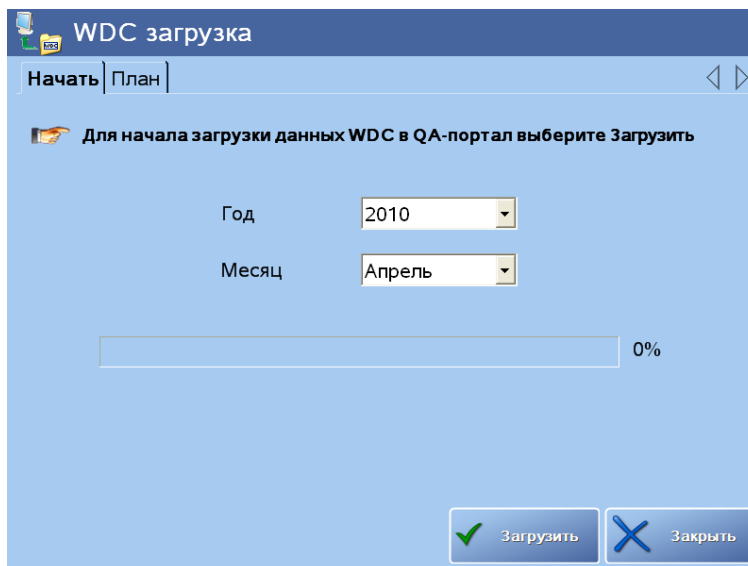 WDC загрузка
Начать План
Для начала загрузки данных WDC в QA-портал выберите Загрузить
Год 2010
Месяц Апрель
0%
Загрузить Закрыть